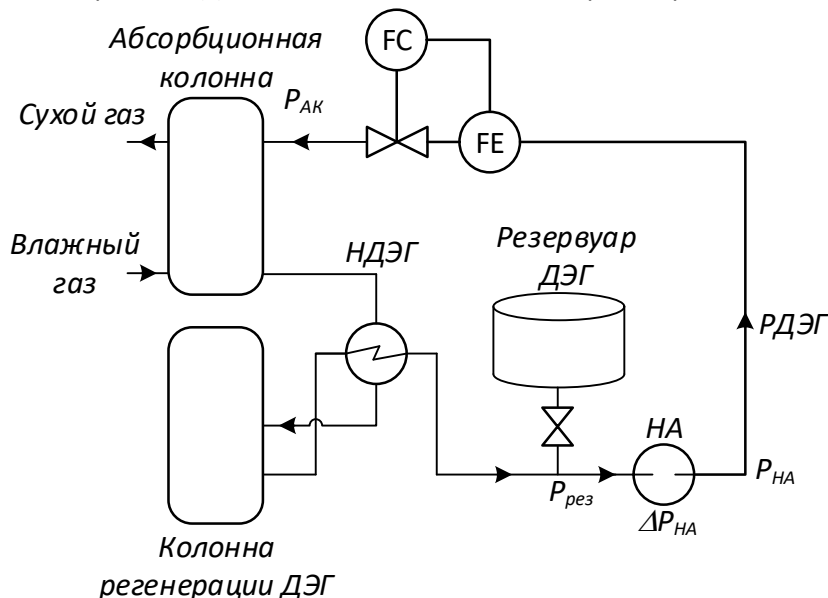 Абсорбционная
колонна
FC
P_АК
Сухой газ
FE
Влажный
газ
НДЭГ
Резервуар
ДЭГ
РДЭГ
НА
P_рез
P_НА
ΔP_НА
Колонна
регенерации ДЭГ